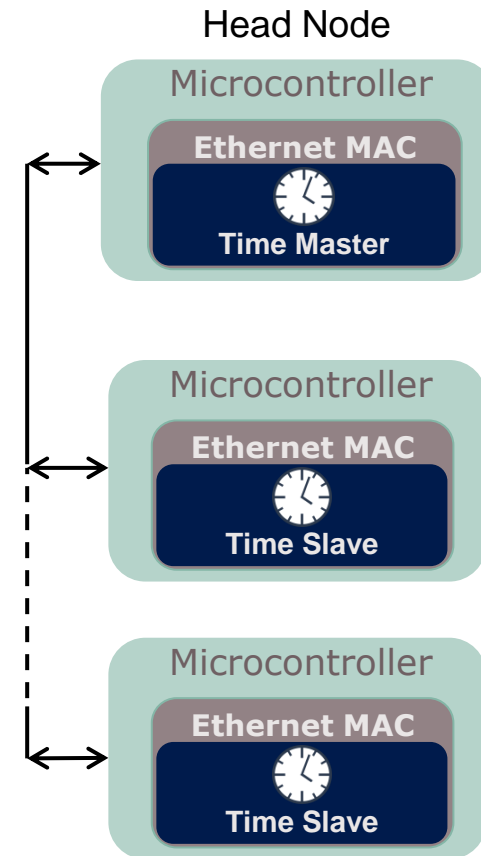 Head Node
Microcontroller
Ethernet MAC
Time Master
Microcontroller
Ethernet MAC
Time Slave
Microcontroller
Ethernet MAC
Time Slave